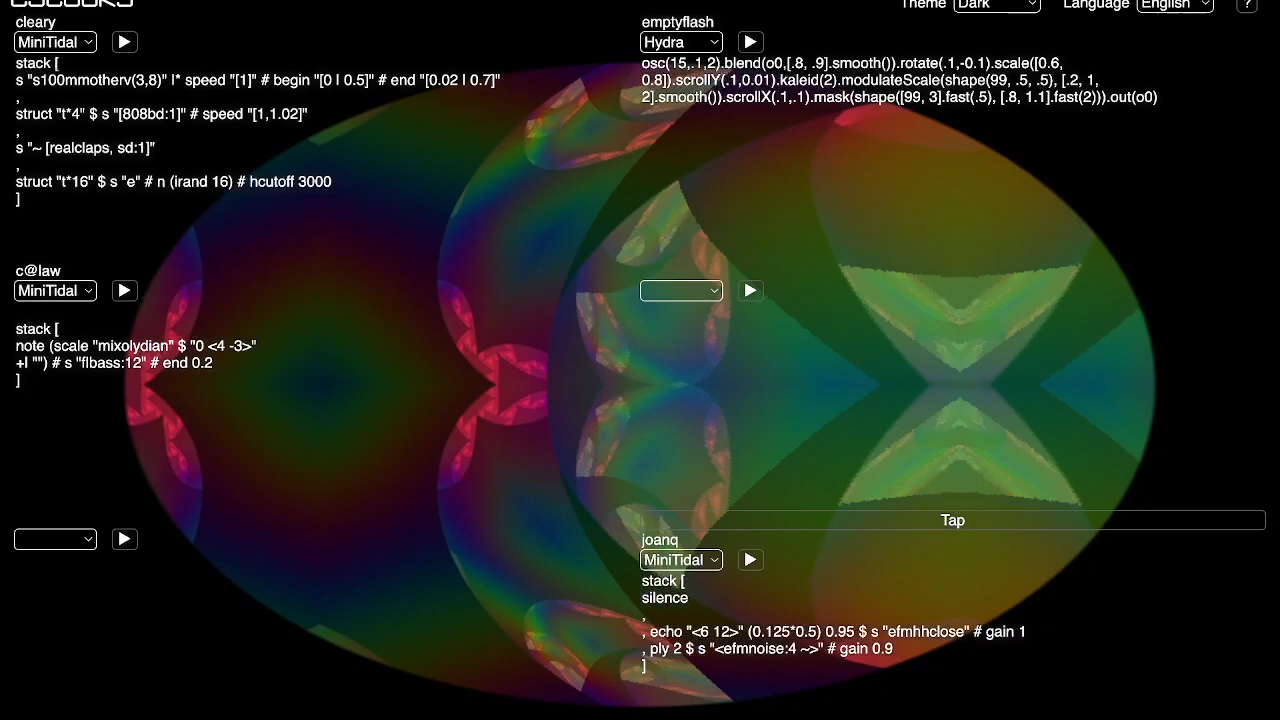 Theme Dark Language English ?
cleary
MiniTidal
stack [
s "s100mmotherv(3,8)" |* speed "[1]" # begin "[0 | 0.5]" # end "[0.02 | 0.7]"
,
struct "t*4" $ s "[808bd:1]" # speed "[1,1.02]"
,
s "~ [realclaps, sd:1]"
,
struct "t*16" $ s "e" # n (irand 16) # hcutoff 3000
]
emptyflash
Hydra
osc(15,.1,2).blend(o0,[.8, .9].smooth()).rotate(.1,-0.1).scale([0.6,
0.8]).scrollY(.1,0.01).kaleid(2).modulateScale(shape(99, .5, .5), [.2, 1,
2].smooth()).scrollX(.1,.1).mask(shape([99, 3].fast(.5), [.8, 1.1].fast(2))).out(o0)
c@law
MiniTidal
stack [
note (scale "mixolydian" $ "0 <4 -3>"
+| "") # s "flbass:12" # end 0.2
]
Tap
joanq
MiniTidal
stack [
silence
,
, echo "<6 12>" (0.125*0.5) 0.95 $ s "efmhhclose" # gain 1
, ply 2 $ s "<efmnoise:4 ~>" # gain 0.9
]